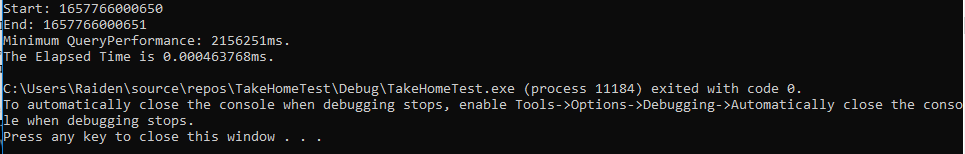 Start: 1657766000650
End: 1657766000651
Minimum QueryPerformance: 2156251ms.
The Elapsed Time is 0.000463768ms.
C:\Users\Raiden\source\repos\TakeHomeTest\Debug\TakeHomeTest.exe (process 11184) exited with code 0.
To automatically close the console when debugging stops, enable Tools->Options->Debugging->Automatically close the conso
le when debugging stops.
Press any key to close this window . . .